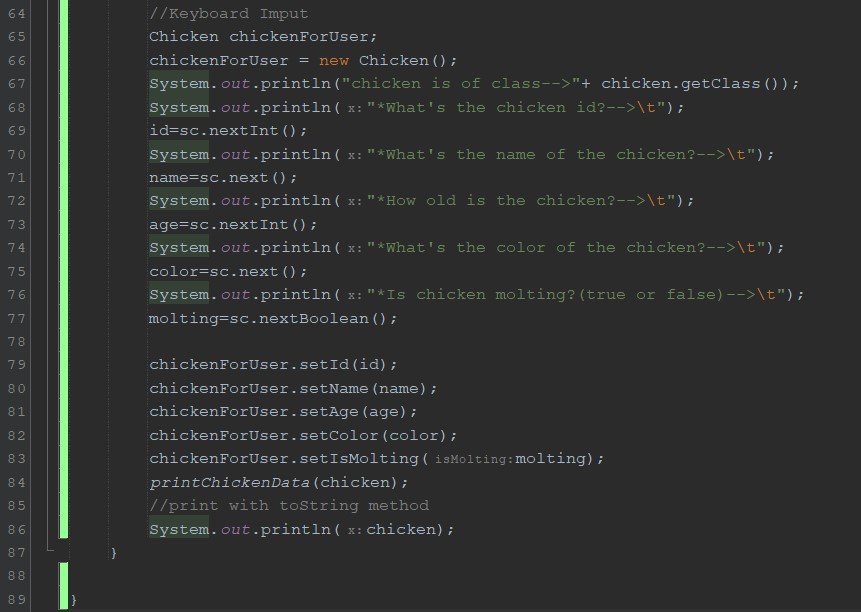 64 //Keyboard Imput
65 Chicken chickenForUser;
66 chickenForUser = new Chicken();
67 System.out.println("chicken is of class-->"+ chicken.getClass());
68 System.out.println( x: "*What's the chicken id?-->\t");
69 id=sc.nextInt();
70 System.out.println( x: "*What's the name of the chicken?-->\t");
71 name=sc.next();
72 System.out.println( x: "*How old is the chicken?-->\t");
73 age=sc.nextInt();
74 System.out.println( x: "*What's the color of the chicken?-->\t");
75 color=sc.next();
76 System.out.println( x: "*Is chicken molting?(true or false)-->\t");
77 molting=sc.nextBoolean();
78
79 chickenForUser.setId(id);
80 chickenForUser.setName(name);
81 chickenForUser.setAge(age);
82 chickenForUser.setColor(color);
83 chickenForUser.setIsMolting( isMolting: molting);
84 printChickenData(chicken);
85 //print with toString method
86 System.out.println( x: chicken);
87 }
88
89 }